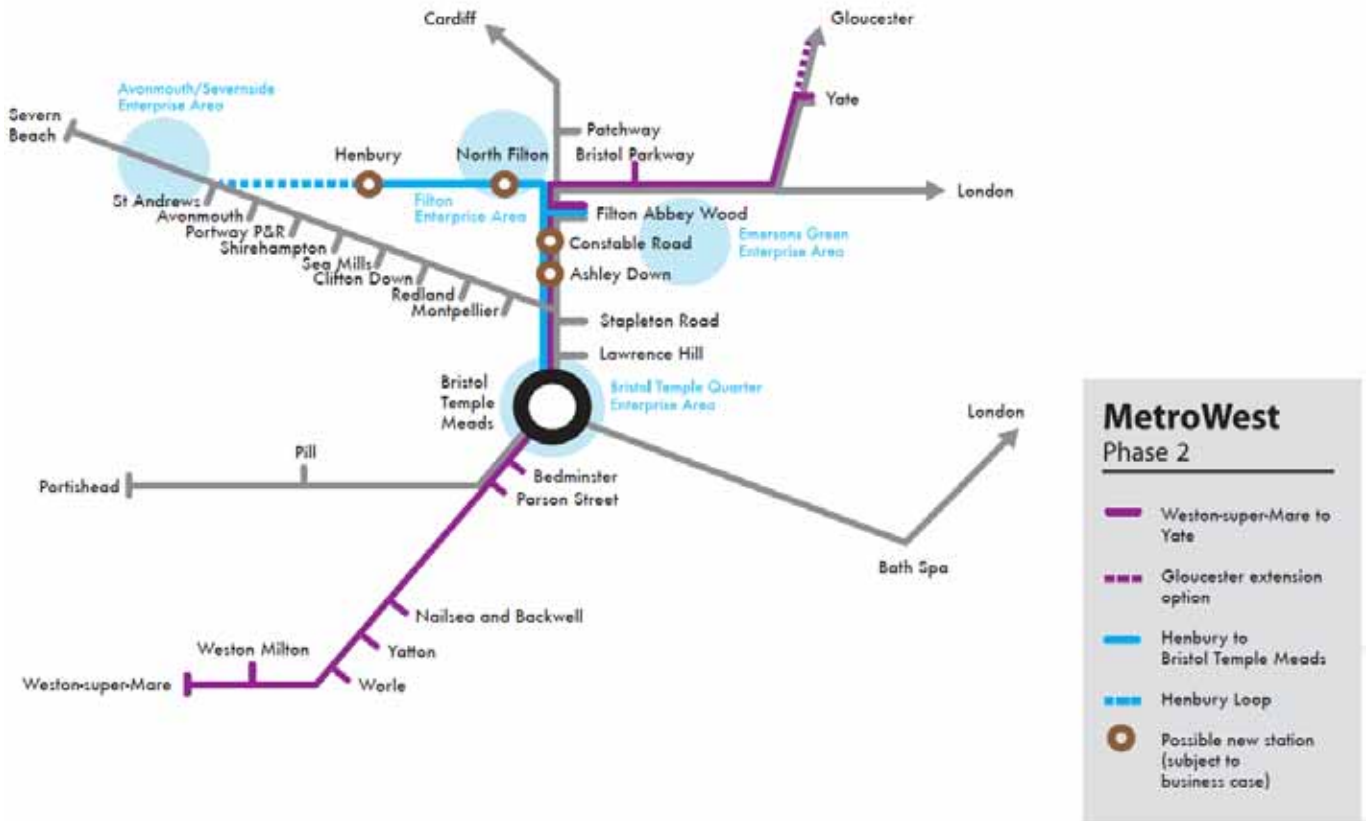 Cardiff
Gloucester
Avonmouth/Severnside
Enterprise Area
Yate
Severn
Beach
Patchway
Henbury
North Filton
Bristol Parkway
London
St Andrews
Filton
Enterprise Area
Avonmouth
Filton Abbey Wood
Portway P&R
Emersons Green
Enterprise Area
Shirehampton
Constable Road
Sea Mills
Clifton Down
Ashley Down
Redland
Montpellier
Stapleton Road
Lawrence Hill
Bristol
Temple
Meads
Bristol Temple Quarter
Enterprise Area
London
Pill
Portishead
Bedminster
Parson Street
Bath Spa
Nailsea and Backwell
Weston Milton
Yatton
Weston-super-Mare
Worle
MetroWest
Phase 2
Weston-super-Mare to
Yate
Gloucester extension
option
Henbury to
Bristol Temple Meads
Henbury Loop
Possible new station
(subject to
business case)